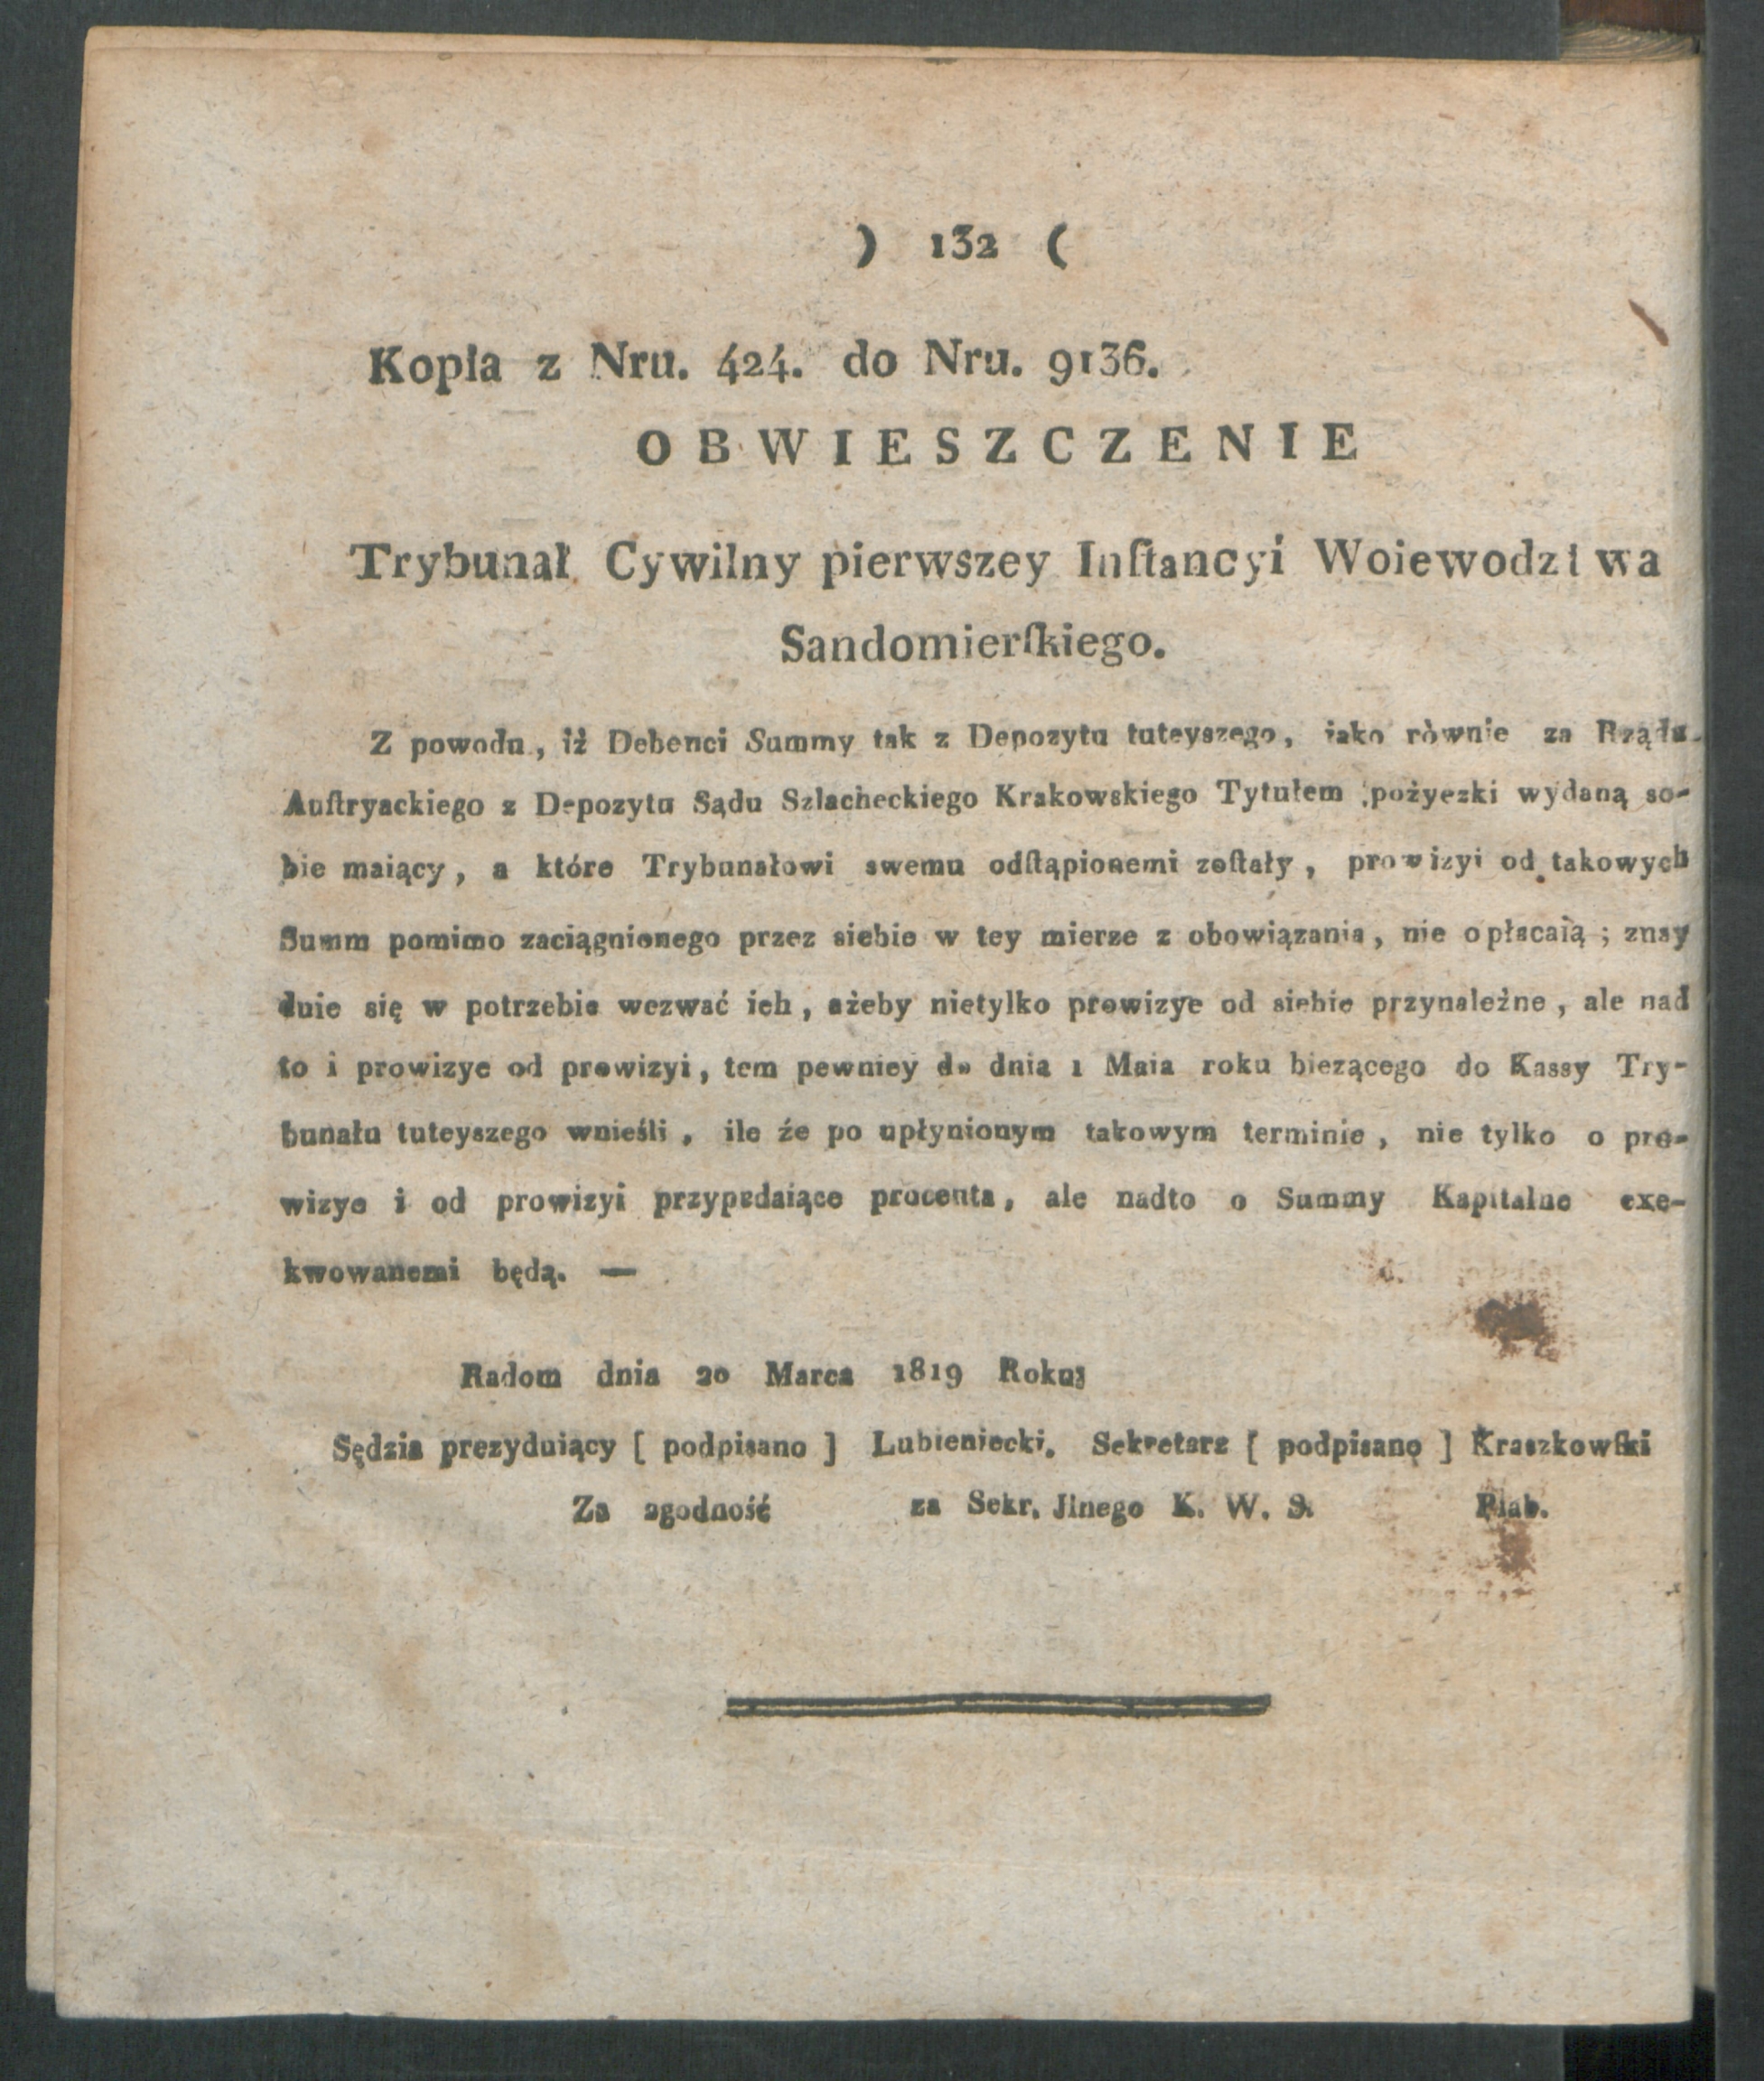 ) 132 (
Kopia z Nru. 424. do Nru. 9136.
OBWIESZCZENIE
Trybunał Cywilny pierwszey Inſtancyi Woiewodztwa
Sandomierſkiego.
Z powodu, iż Debenci Summy tak z Depozytu tuteyszego, iako równie za Rządu
Auſtryackiego z Depozytu Sądu Szlacheckiego Krakowskiego Tytułem pożyezki wydaną so-
bie maiący, a które Trybunałowi swemu odſtąpionemi zoſtały, prowizyi od takowych
Summ pomimo zaciągnionego przez siebie w tey mierze z obowiązania, nie opłacaią; znay
duie się w potrzebie wezwać ich, ażeby nietylko prowizye od siebie przynależne, ale nad
to i prowizye od prowizyi, tem pewniey do dnia 1 Maia roku biezącego do Kassy Try-
bunału tuteyszego wnieśli, ile że po upłynionym takowym terminie, nie tylko o pro-
wizye i od prowizyi przypadaiące procenta, ale nadto o Summy Kapitalne exe-
kwowanemi będą. —
Radom dnia 20 Marca 1819 Roku;
Sędzia prezyduiący [ podpisano ] Lubieniecki, Sekretarz [ podpisano ] Kraszkowſki
Za zgodność za Sekr. Jlnego K. W. S. Piab.